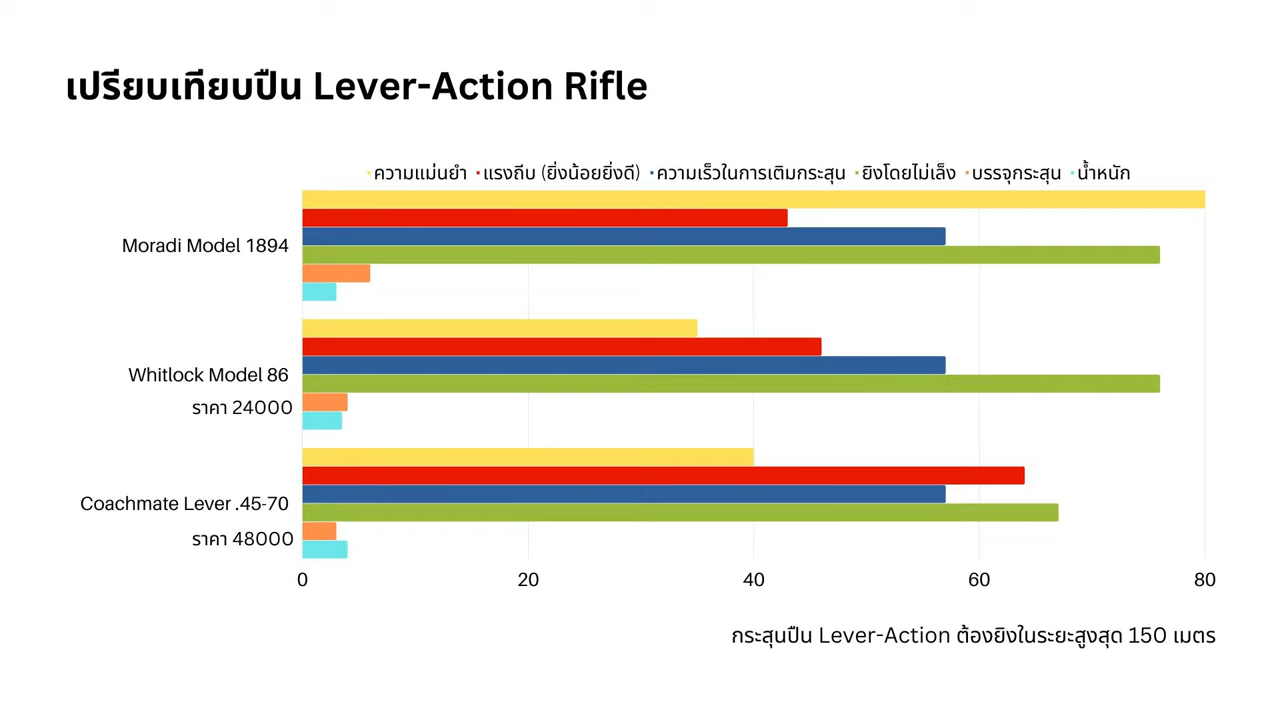 เปรียบเทียบปืน Lever-Action Rifle
ความแม่นยำ แรงถีบ (ยิ่งน้อยยิ่งดี) ความเร็วในการเติมกระสุน ยิงโดยไม่เล็ง บรรจุกระสุน น้ำหนัก
Moradi Model 1894
Whitlock Model 86
ราคา 24000
Coachmate Lever .45-70
ราคา 48000
0 20 40 60 80
กระสุนปืน Lever-Action ต้องยิงในระยะสูงสุด 150 เมตร